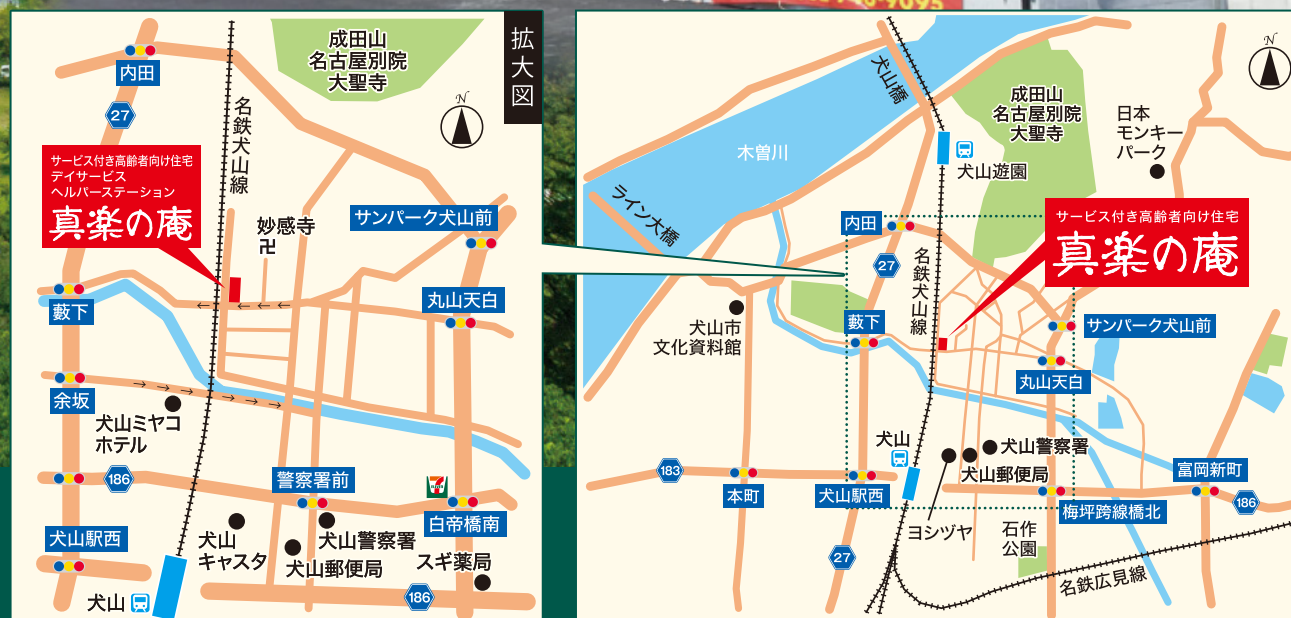 拡大図
成田山
名古屋別院
大聖寺
N
内田
27
名鉄犬山線
サービス付き高齢者向け住宅
デイサービス
ヘルパーステーション
真楽の庵
妙感寺
卍
サンパーク犬山前
藪下
← ← ← ←
丸山天白
余坂
→ → → → → →
犬山ミヤコ
ホテル
186
警察署前
7
白帝橋南
犬山駅西
犬山
キャスタ
犬山警察署
犬山郵便局
スギ薬局
186
犬山
犬山橋
N
成田山
名古屋別院
大聖寺
日本
モンキー
パーク
木曽川
犬山遊園
ライン大橋
内田
27
名鉄犬山線
サービス付き高齢者向け住宅
真楽の庵
犬山市
文化資料館
藪下
サンパーク犬山前
丸山天白
犬山
犬山警察署
犬山郵便局
183
本町
犬山駅西
富岡新町
186
梅坪跨線橋北
ヨシヅヤ
石作
公園
27
名鉄広見線